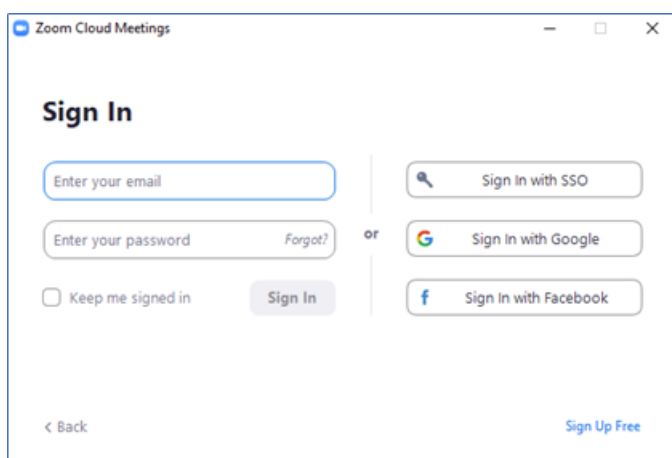 Zoom Cloud Meetings
Sign In
Enter your email
Enter your password
Forgot?
Keep me signed in
Sign In
or
Sign In with SSO
Sign In with Google
Sign In with Facebook
Back
Sign Up Free